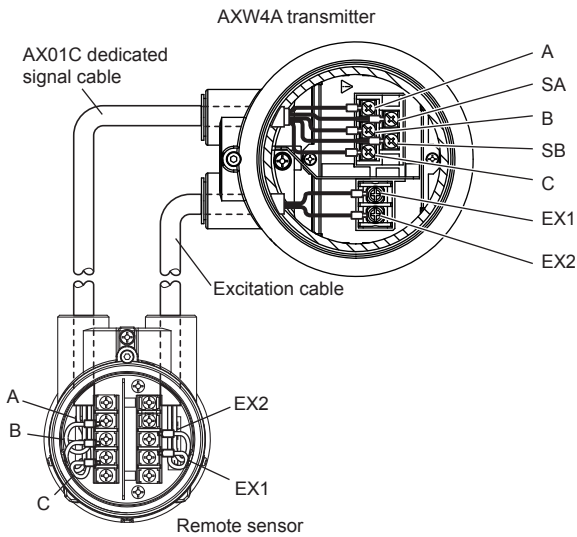 AXW4A transmitter
AX01C dedicated
signal cable
A
SA
B
SB
C
EX1
EX2
Excitation cable
A
B
C
EX2
EX1
Remote sensor